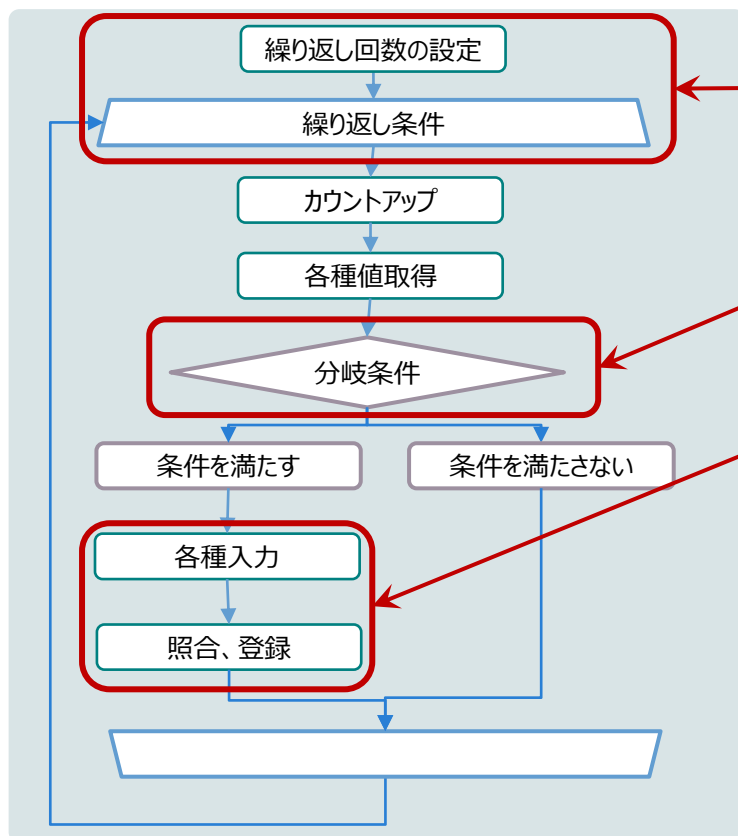 繰り返し回数の設定
繰り返し条件
カウントアップ
各種値取得
分岐条件
条件を満たす
条件を満たさない
各種入力
照合、登録